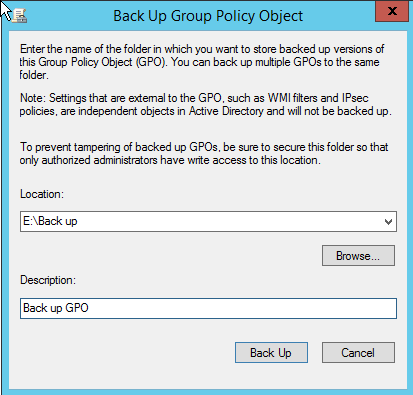 Back Up Group Policy Object
x
Enter the name of the folder in which you want to store backed up versions of
this Group Policy Object (GPO). You can back up multiple GPOs to the same
folder.
Note: Settings that are external to the GPO, such as WMI filters and IPsec
policies, are independent objects in Active Directory and will not be backed up.
To prevent tampering of backed up GPOs, be sure to secure this folder so that
only authorized administrators have write access to this location.
Location:
E:\Back up
Browse...
Description:
Back up GPO
Back Up
Cancel